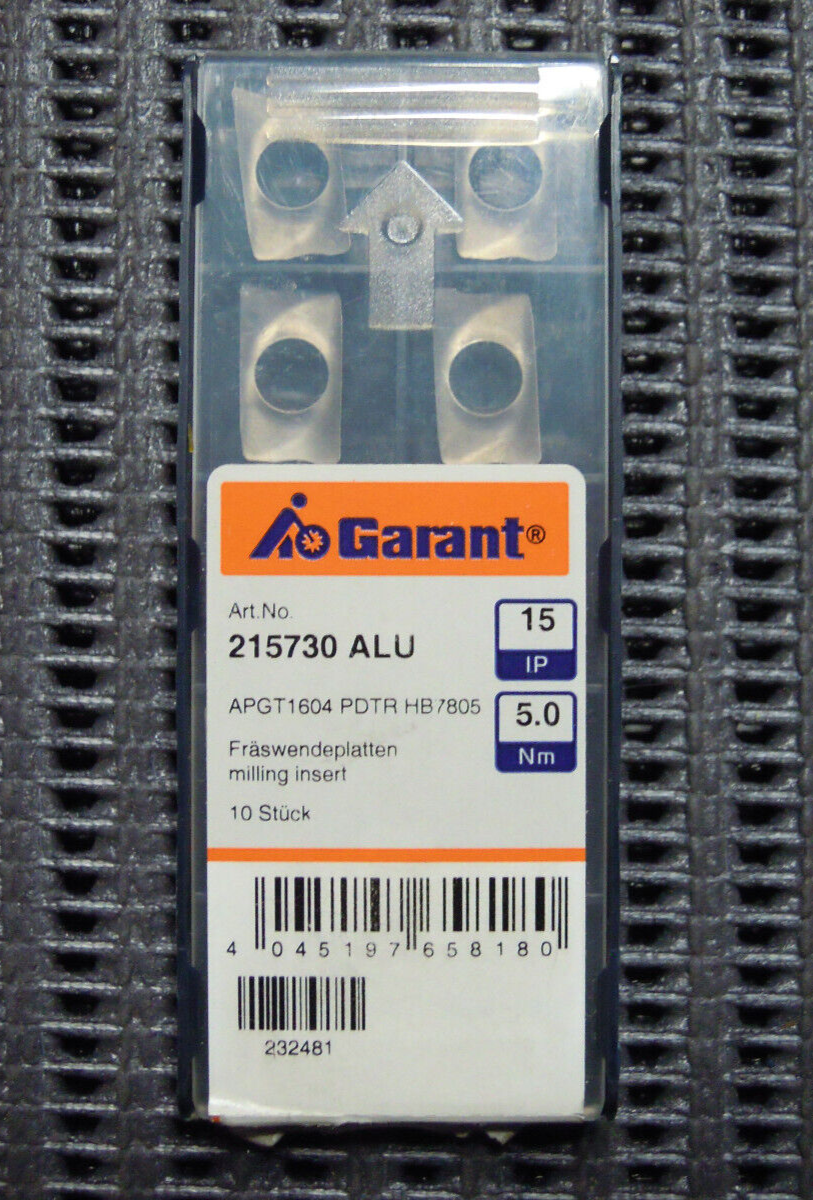 Garant®
Art.No.
215730 ALU
15
IP
APGT1604 PDTR HB7805
5.0
Nm
Fräswendeplatten
milling insert
10 Stück
4 045197 658180
232481